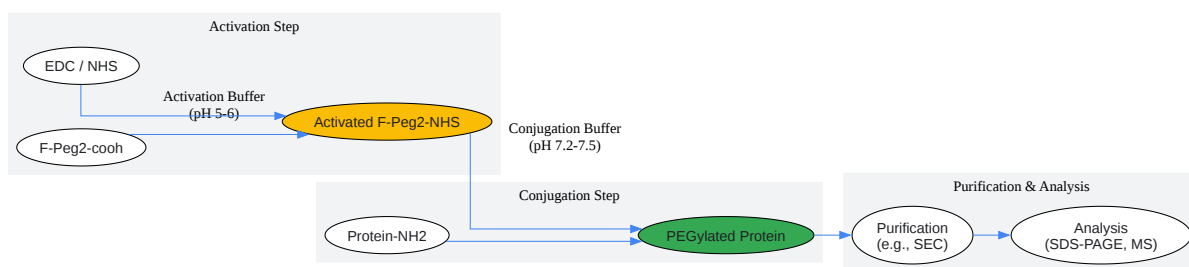 Activation Step
EDC / NHS
Activation Buffer
(pH 5-6)
Activated F-Peg2-NHS
F-Peg2-cooh
Conjugation Buffer
(pH 7.2-7.5)
Conjugation Step
Protein-NH2
PEGylated Protein
Purification & Analysis
Purification
(e.g., SEC)
Analysis
(SDS-PAGE, MS)